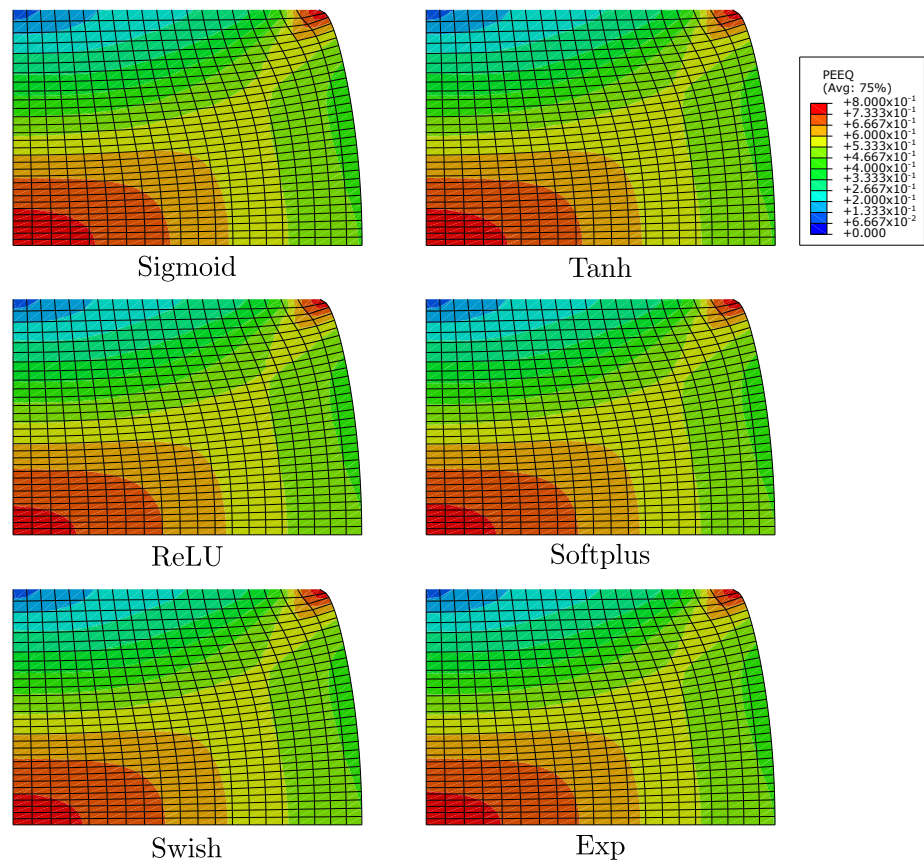 PEEQ
(Avg: 75%)
+8.000x10⁻¹
+7.333x10⁻¹
+6.667x10⁻¹
+6.000x10⁻¹
+5.333x10⁻¹
+4.667x10⁻¹
+4.000x10⁻¹
+3.333x10⁻¹
+2.667x10⁻¹
+2.000x10⁻¹
+1.333x10⁻¹
+6.667x10⁻²
+0.000
Sigmoid
Tanh
ReLU
Softplus
Swish
Exp